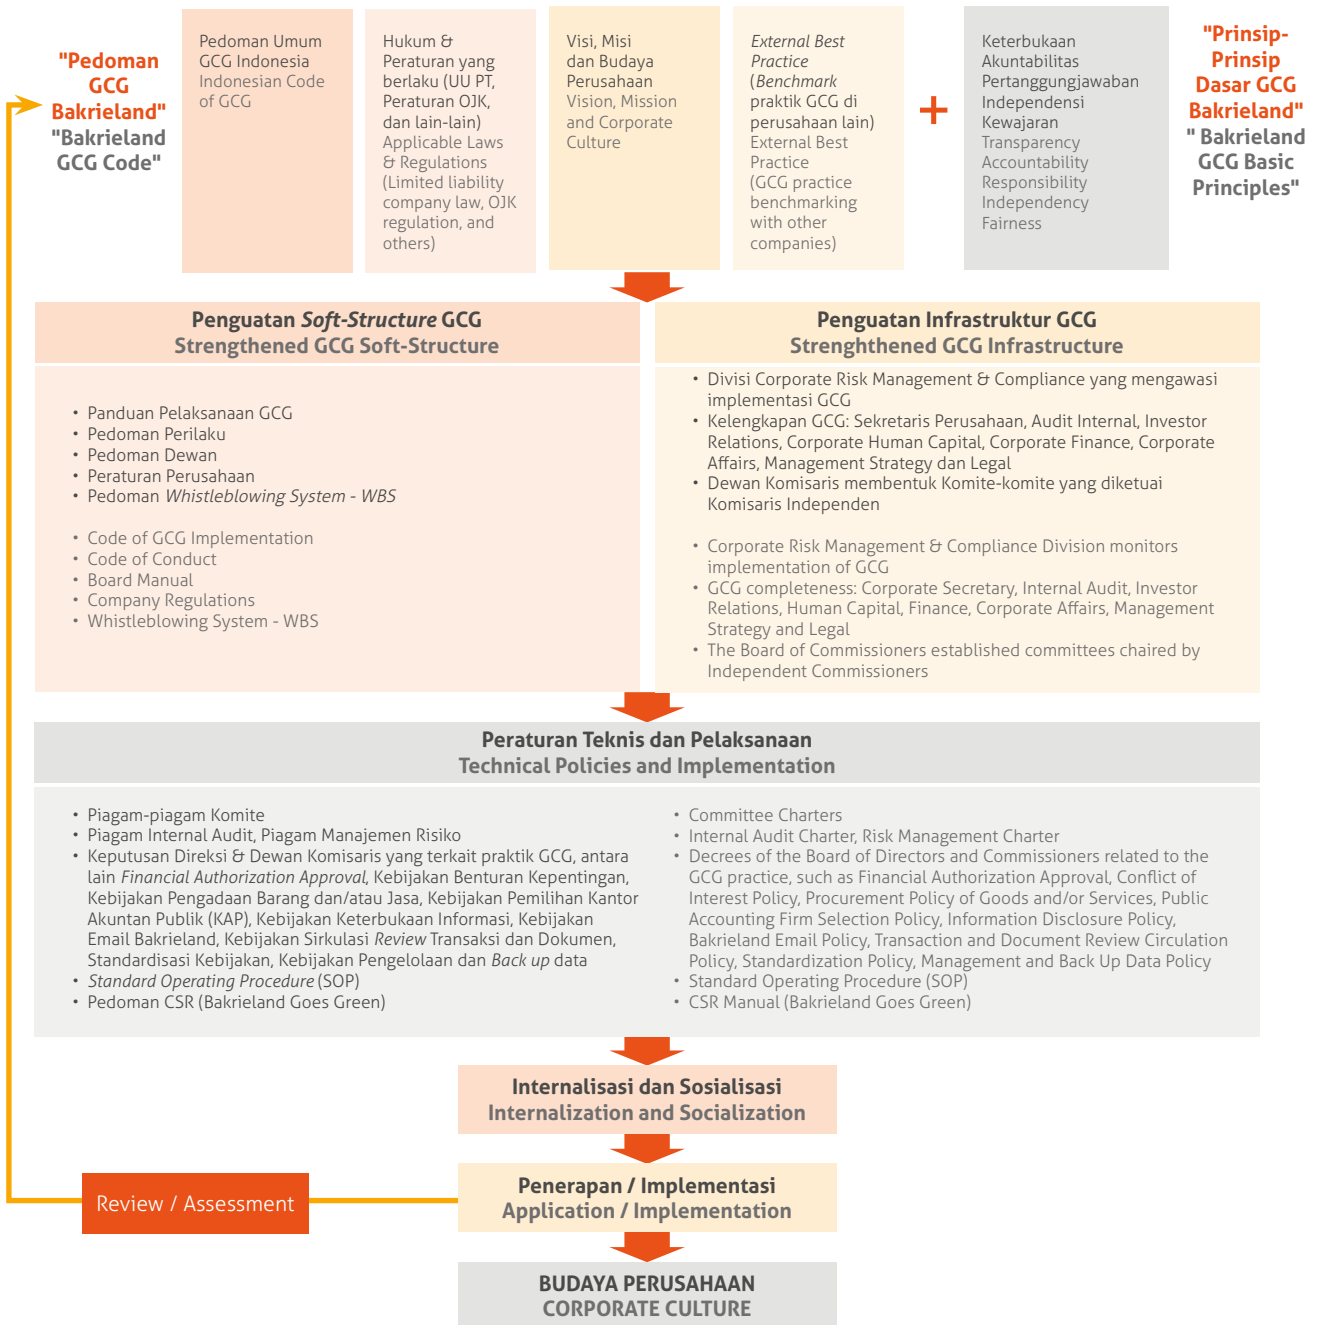 "Pedoman
GCG
Bakrieland"
"Bakrieland
GCG Code"
Pedoman Umum
GCG Indonesia
Indonesian Code
of GCG
Hukum &
Peraturan yang
berlaku (UU PT,
Peraturan OJK,
dan lain-lain)
Applicable Laws
& Regulations
(Limited liability
company law, OJK
regulation, and
others)
Visi, Misi
dan Budaya
Perusahaan
Vision, Mission
and Corporate
Culture
External Best
Practice
(Benchmark
praktik GCG di
perusahaan lain)
External Best
Practice
(GCG practice
benchmarking
with other
companies)
+
Keterbukaan
Akuntabilitas
Pertanggungjawaban
Independensi
Kewajaran
Transparency
Accountability
Responsibility
Independency
Fairness
"Prinsip-
Prinsip
Dasar GCG
Bakrieland"
" Bakrieland
GCG Basic
Principles"
Penguatan Soft-Structure GCG
Strengthened GCG Soft-Structure
• Panduan Pelaksanaan GCG
• Pedoman Perilaku
• Pedoman Dewan
• Peraturan Perusahaan
• Pedoman Whistleblowing System - WBS
• Code of GCG Implementation
• Code of Conduct
• Board Manual
• Company Regulations
• Whistleblowing System - WBS
Penguatan Infrastruktur GCG
Strenghthened GCG Infrastructure
• Divisi Corporate Risk Management & Compliance yang mengawasi
implementasi GCG
• Kelengkapan GCG: Sekretaris Perusahaan, Audit Internal, Investor
Relations, Corporate Human Capital, Corporate Finance, Corporate
Affairs, Management Strategy dan Legal
• Dewan Komisaris membentuk Komite-komite yang diketuai
Komisaris Independen
• Corporate Risk Management & Compliance Division monitors
implementation of GCG
• GCG completeness: Corporate Secretary, Internal Audit, Investor
Relations, Human Capital, Finance, Corporate Affairs, Management
Strategy and Legal
• The Board of Commissioners established committees chaired by
Independent Commissioners
Peraturan Teknis dan Pelaksanaan
Technical Policies and Implementation
• Piagam-piagam Komite
• Piagam Internal Audit, Piagam Manajemen Risiko
• Keputusan Direksi & Dewan Komisaris yang terkait praktik GCG, antara
lain Financial Authorization Approval, Kebijakan Benturan Kepentingan,
Kebijakan Pengadaan Barang dan/atau Jasa, Kebijakan Pemilihan Kantor
Akuntan Publik (KAP), Kebijakan Keterbukaan Informasi, Kebijakan
Email Bakrieland, Kebijakan Sirkulasi Review Transaksi dan Dokumen,
Standardisasi Kebijakan, Kebijakan Pengelolaan dan Back up data
• Standard Operating Procedure (SOP)
• Pedoman CSR (Bakrieland Goes Green)
• Committee Charters
• Internal Audit Charter, Risk Management Charter
• Decrees of the Board of Directors and Commissioners related to the
GCG practice, such as Financial Authorization Approval, Conflict of
Interest Policy, Procurement Policy of Goods and/or Services, Public
Accounting Firm Selection Policy, Information Disclosure Policy,
Bakrieland Email Policy, Transaction and Document Review Circulation
Policy, Standardization Policy, Management and Back Up Data Policy
• Standard Operating Procedure (SOP)
• CSR Manual (Bakrieland Goes Green)
Internalisasi dan Sosialisasi
Internalization and Socialization
Penerapan / Implementasi
Application / Implementation
Review / Assessment
BUDAYA PERUSAHAAN
CORPORATE CULTURE